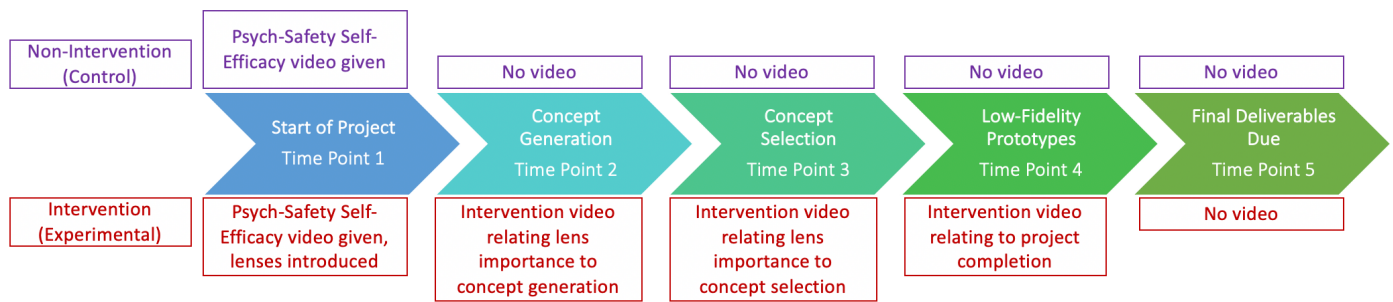 Non-Intervention
(Control)
Psych-Safety Self-
Efficacy video given
No video
No video
No video
No video
Start of Project
Time Point 1
Concept
Generation
Time Point 2
Concept
Selection
Time Point 3
Low-Fidelity
Prototypes
Time Point 4
Final Deliverables
Due
Time Point 5
Intervention
(Experimental)
Psych-Safety Self-
Efficacy video given,
lenses introduced
Intervention video
relating lens
importance to
concept generation
Intervention video
relating lens
importance to
concept selection
Intervention video
relating to project
completion
No video